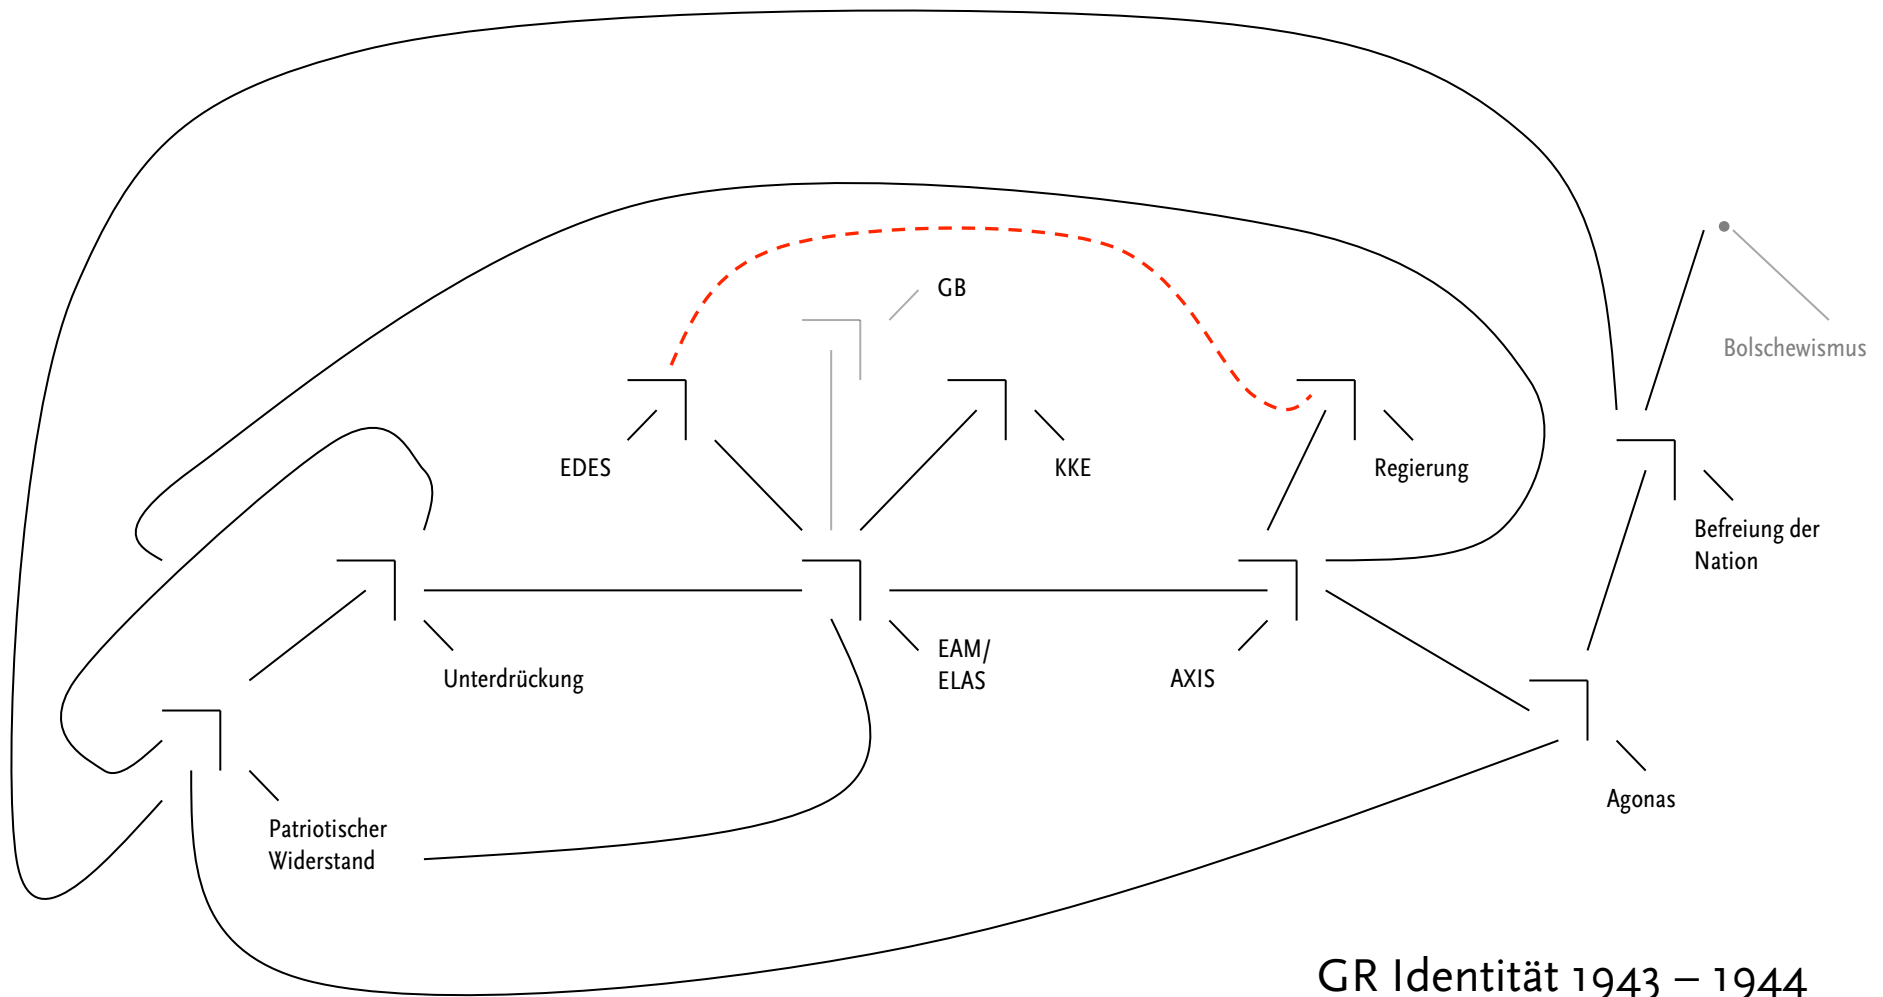 GB
Bolschewismus
EDES
KKE
Regierung
Befreiung der
Nation
Unterdrückung
EAM/
ELAS
AXIS
Agonas
Patriotischer
Widerstand
GR Identität 1943 – 1944